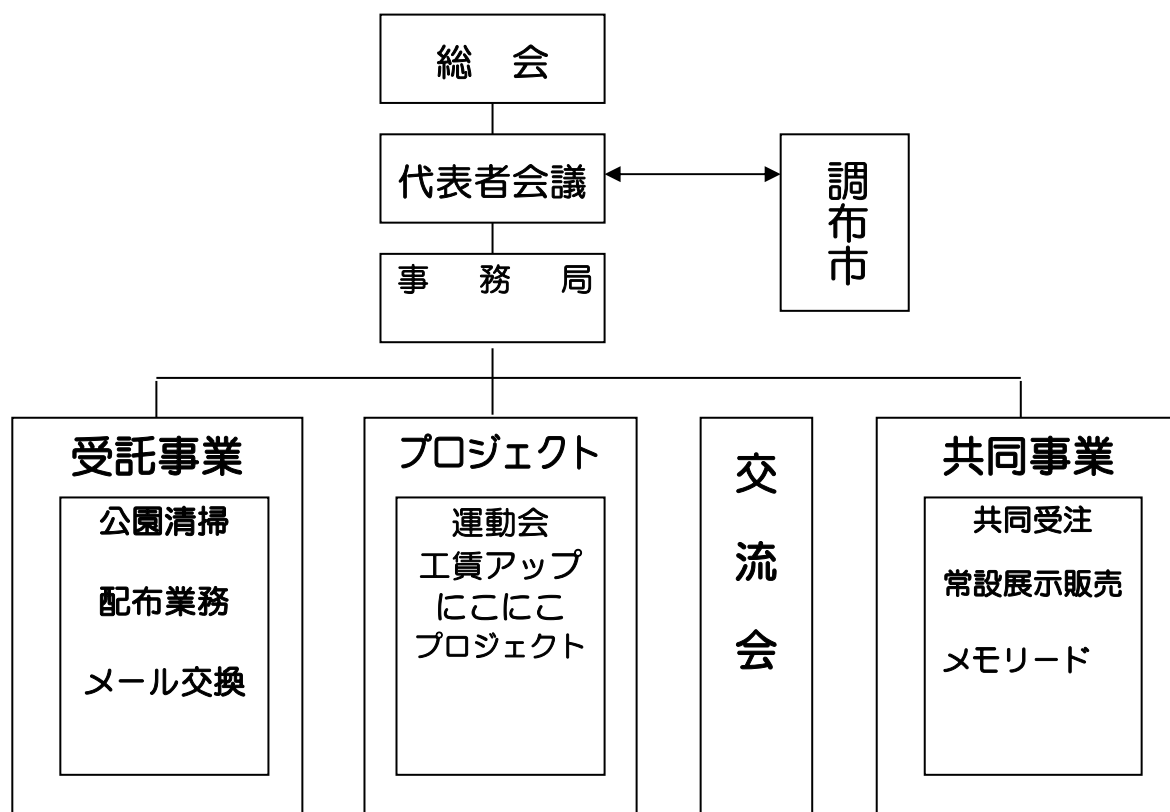 総　会
代表者会議
調布市
事　務　局
受託事業
公園清掃
配布業務
メール交換
プロジェクト
運動会
工賃アップ
にこにこ
プロジェクト
交流会
共同事業
共同受注
常設展示販売
メモリード